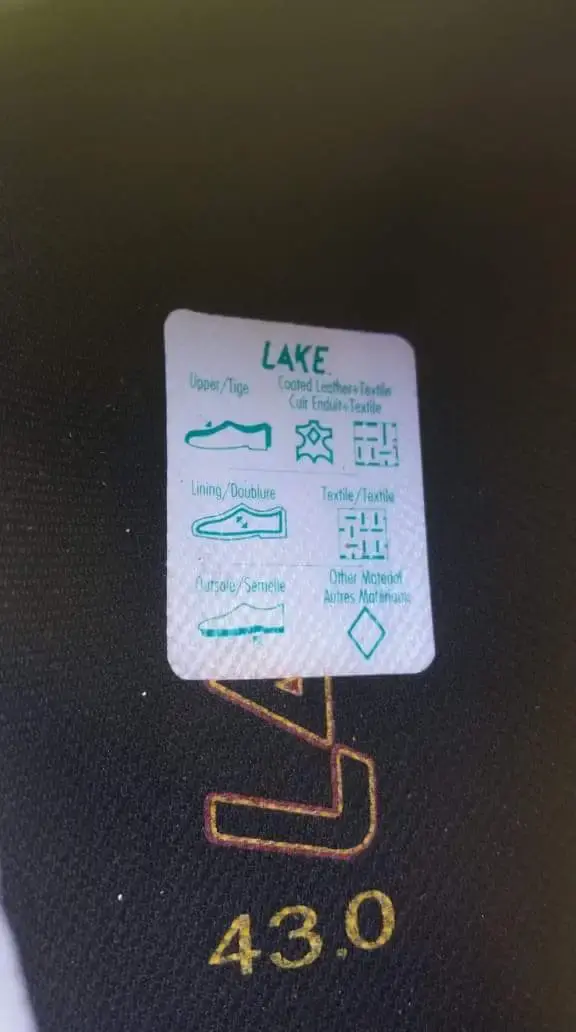 LAKE
Upper/Tige
Coated Leather+Textile
Cuir Enduit+Textile
Lining/Doublure
Textile/Textile
Outsole/Semelle
Other Material
Autres Matériaux
LA
43.0